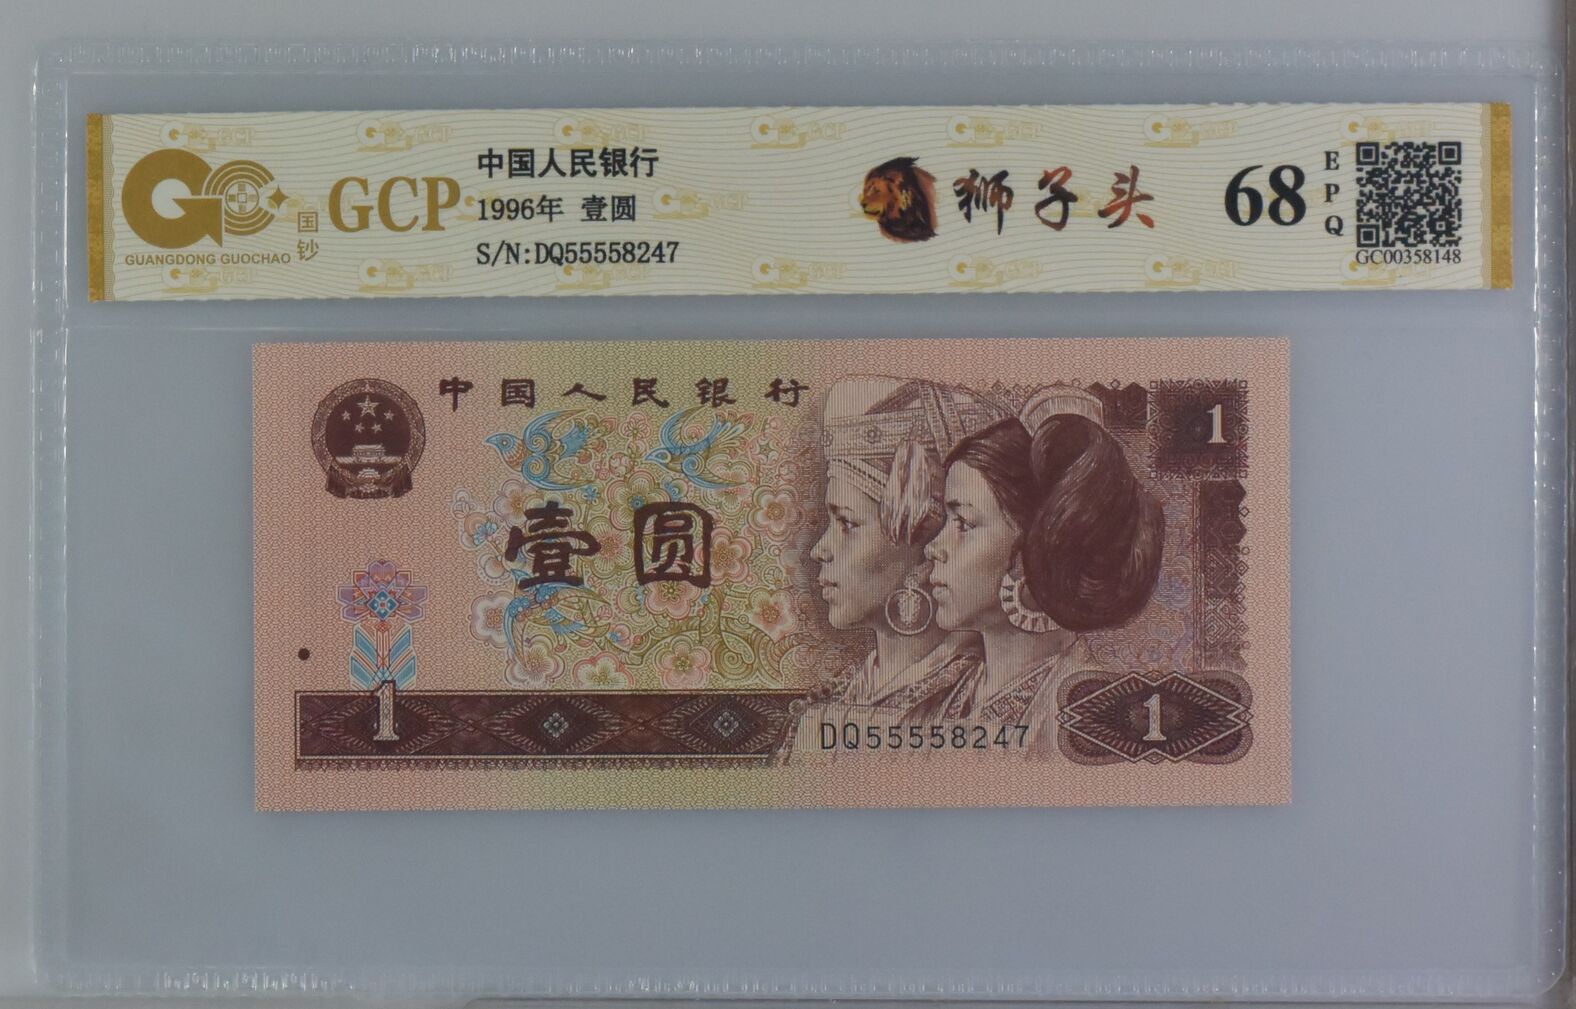 GUANGDONG GUOCHAO
国钞
GCP
中国人民银行
1996年 壹圆
S/N:DQ55558247
狮子头
68
EPQ
GC00358148
中国人民银行
1
壹圆
1
DQ55558247
1